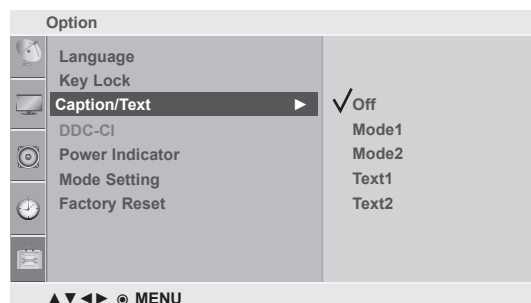 Option
Language
Key Lock
Caption/Text ► ✓Off
DDC-CI Mode1
Power Indicator Mode2
Mode Setting Text1
Factory Reset Text2
▲▼◄► ◉ MENU